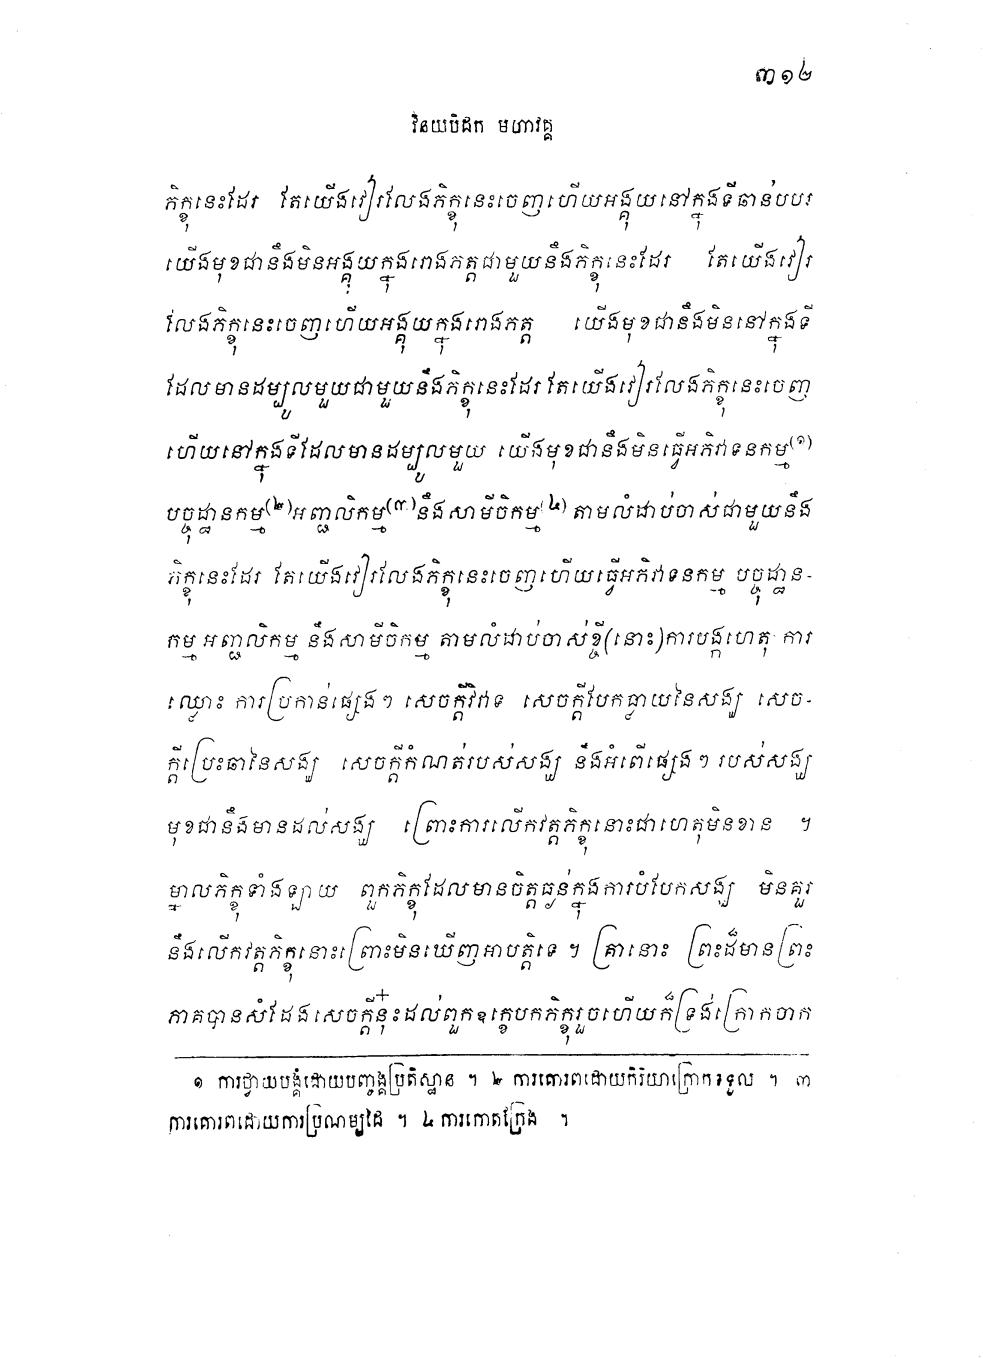 ៣១២
វិនយបិដក មហាវគ្គ
ភិក្ខុនេះដែរ តែយើងវៀរលែងភិក្ខុនេះចេញហើយអង្គុយនៅក្នុងទីឆាន់បបរ
យើងមុខជានឹងមិនអង្គុយក្នុងរោងភត្តជាមួយនឹងភិក្ខុនេះដែរ តែយើងវៀរ
លែងភិក្ខុនេះចេញហើយអង្គុយក្នុងរោងភត្ត យើងមុខជានឹងមិននៅក្នុងទី
ដែលមានដម្បូលមួយជាមួយនឹងភិក្ខុនេះដែរ តែយើងវៀរលែងភិក្ខុនេះចេញ
ហើយនៅក្នុងទីដែលមានដម្បូលមួយ យើងមុខជានឹងមិនធ្វើអភិវាទនកម្ម(១)
បច្ចុដ្ឋានកម្ម(២)អញ្ជលិកម្ម(៣)នឹងសាមីចិកម្ម(៤) តាមលំដាប់ចាស់ជាមួយនឹង
ភិក្ខុនេះដែរ តែយើងវៀរលែងភិក្ខុនេះចេញហើយធ្វើអភិវាទនកម្ម បច្ចុដ្ឋាន-
កម្ម អញ្ជលិកម្ម នឹងសាមីចិកម្ម តាមលំដាប់ចាស់ខ្ចី(នោះ)ការបង្កហេតុ ការ
ឈ្លោះ ការប្រកាន់ផ្សេងៗ សេចក្តីវិវាទ សេចក្តីបែកធ្លាយនៃសង្ឃ សេច-
ក្តីប្រេះឆានៃសង្ឃ សេចក្តីកំណត់របស់សង្ឃ នឹងអំពើផ្សេងៗ របស់សង្ឃ
មុខជានឹងមានដល់សង្ឃ ព្រោះការលើកវត្តភិក្ខុនោះជាហេតុមិនខាន ។
ម្នាលភិក្ខុទាំងឡាយ ពួកភិក្ខុដែលមានចិត្តធ្ងន់ក្នុងការបំបែកសង្ឃ មិនគួរ
នឹងលើកវត្តភិក្ខុនោះព្រោះមិនឃើញអាបត្តិទេ ។ គ្រានោះ ព្រះដ៏មានព្រះ
ភាគបានសំដែងសេចក្តីនុ៎ះដល់ពួកឧក្ខេបកភិក្ខុរួចហើយក៏ទ្រង់ក្រោកចាក
១ ការថ្វាយបង្គំដោយបញ្ចង្គប្រតិស្ឋាន ។ ២ ការគោរពដោយកិរិយាក្រោកទទួល ។ ៣
ការគោរពដោយការប្រណម្យដៃ ។ ៤ ការកោតក្រែង ។